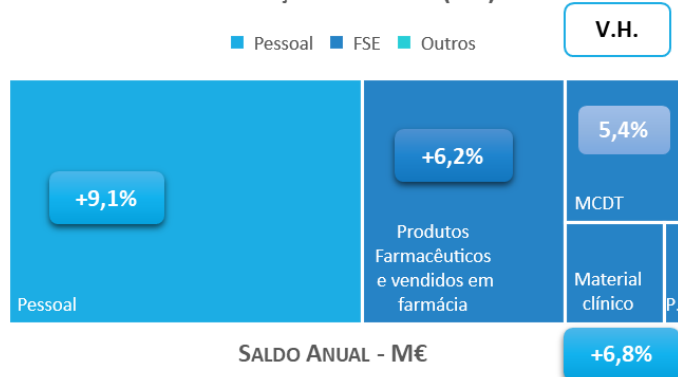 V.H.
Pessoal FSE Outros
5,4%
+6,2%
+9,1%
MCDT
Produtos
Farmacêuticos
e vendidos em
farmácia
Material
clínico
Pessoal
SALDO ANUAL - M€
+6,8%